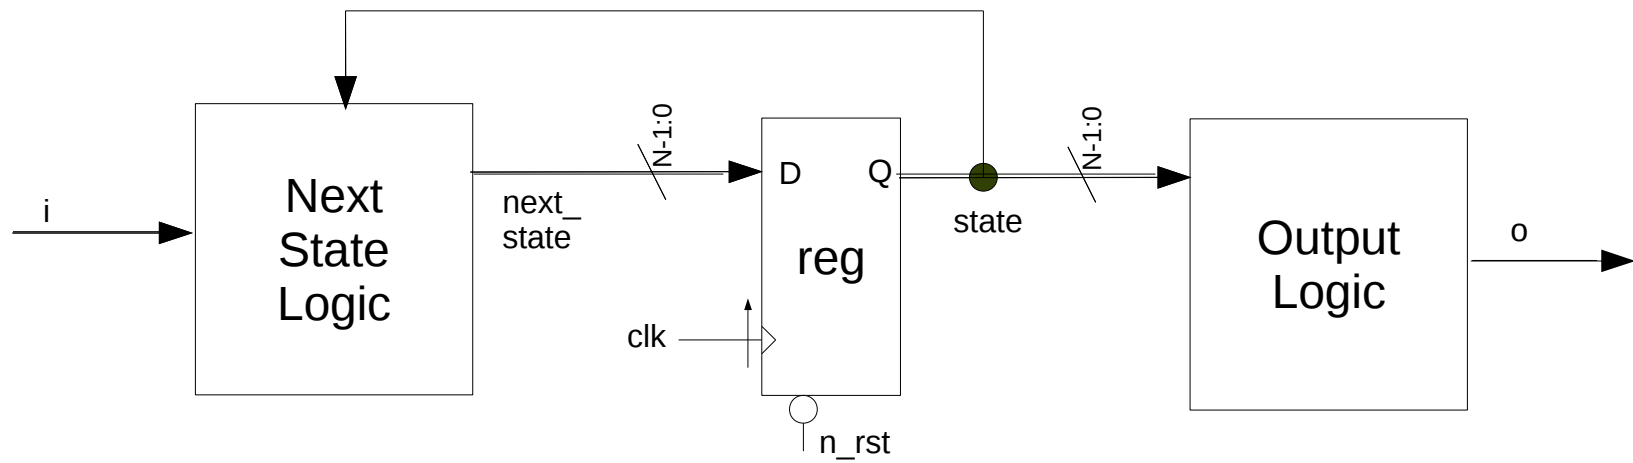 i
Next
State
Logic
next_
state
N-1:0
D
Q
reg
clk
n_rst
state
N-1:0
Output
Logic
o